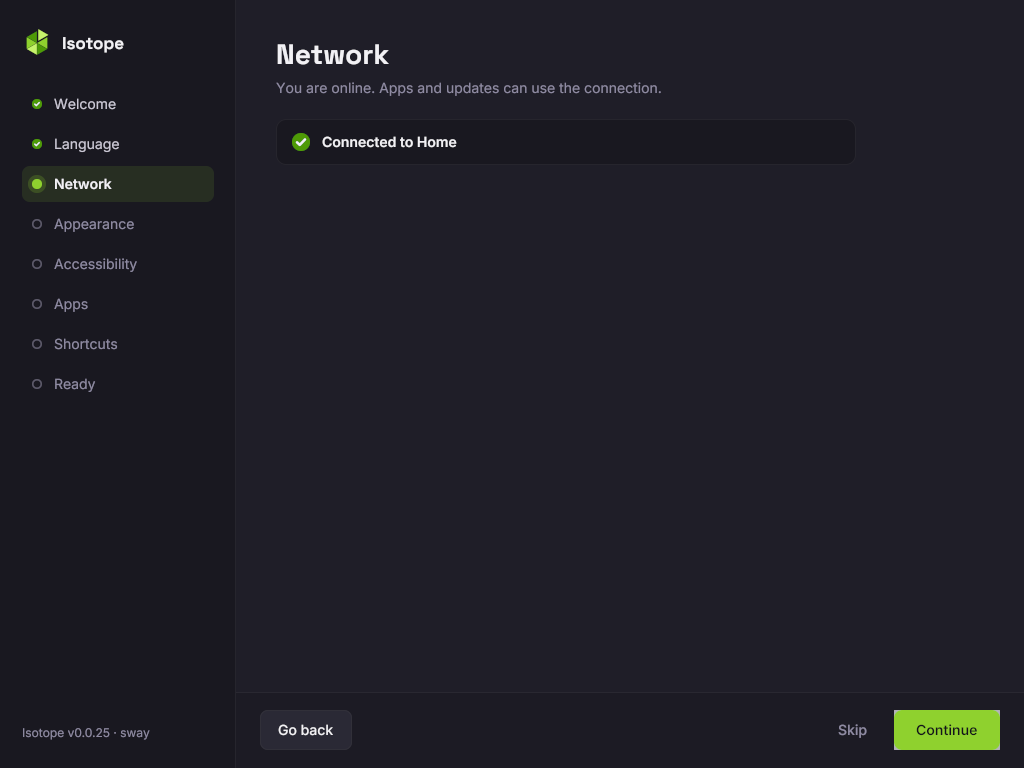 Isotope
Welcome
Language
Network
Appearance
Accessibility
Apps
Shortcuts
Ready
Isotope v0.0.25 · sway
Network
You are online. Apps and updates can use the connection.
Connected to Home
Go back
Skip
Continue